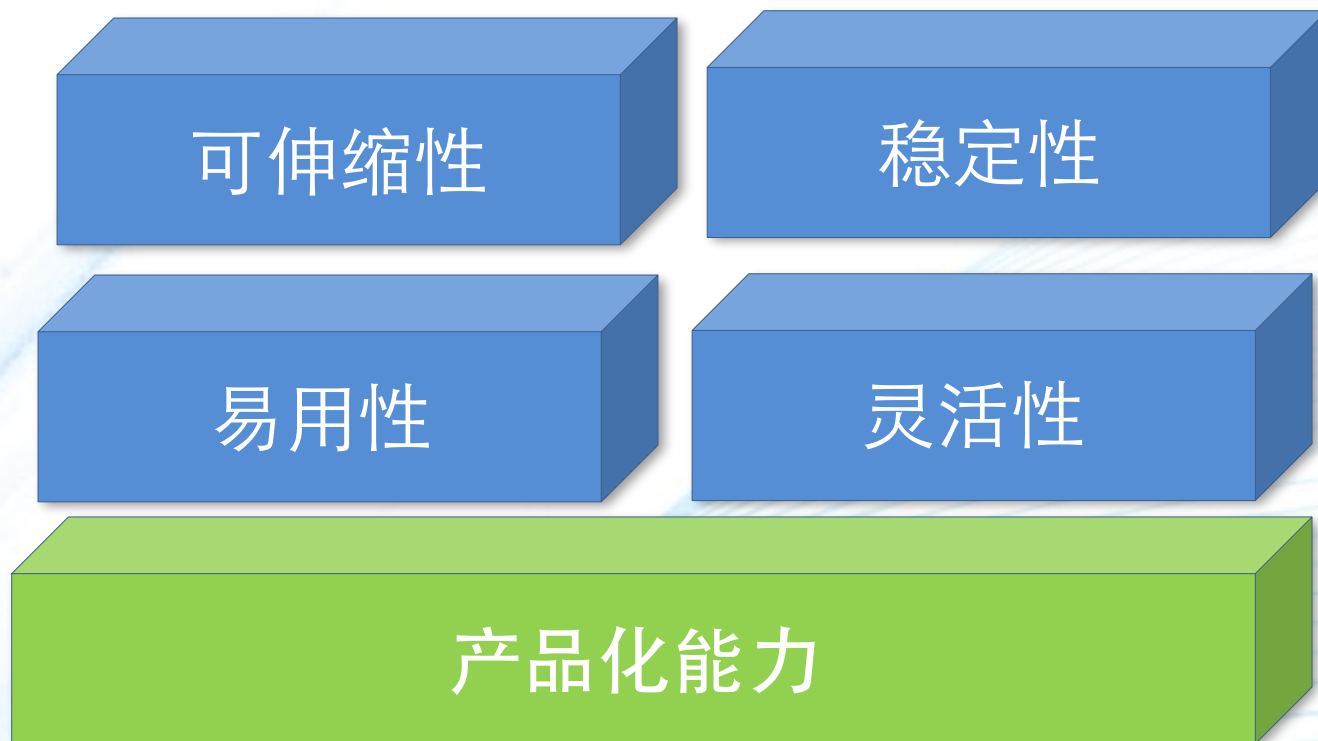 可伸缩性
稳定性
易用性
灵活性
产品化能力